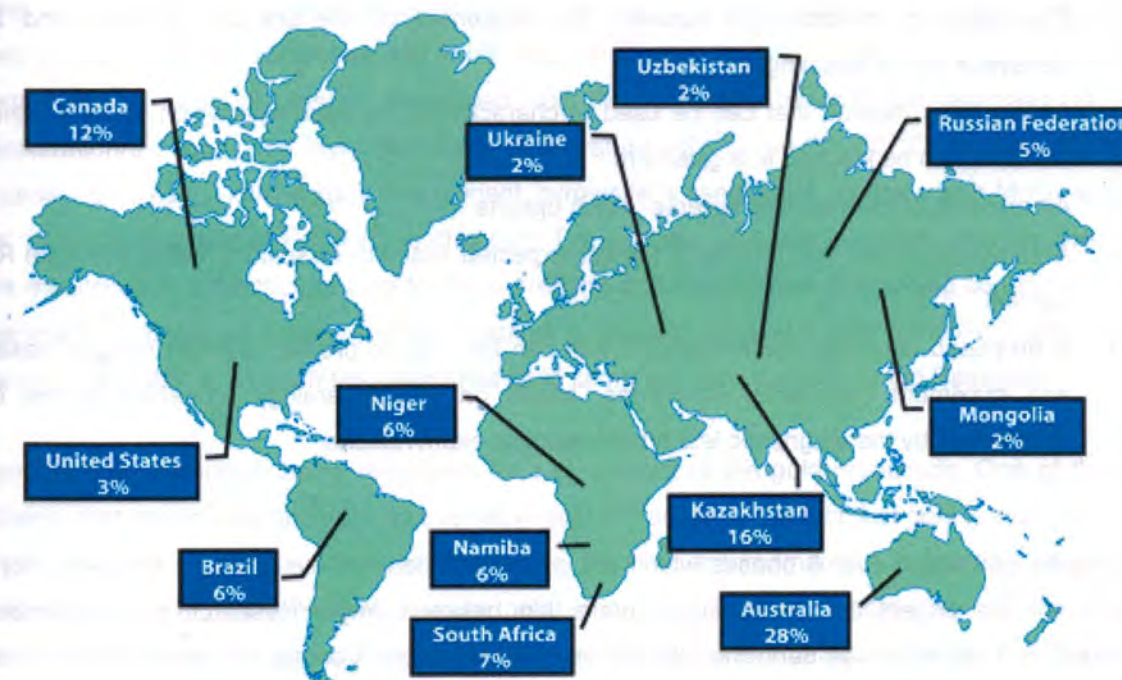 Canada
12%
Uzbekistan
2%
Ukraine
2%
Russian Federation
5%
Niger
6%
Mongolia
2%
United States
3%
Kazakhstan
16%
Namiba
6%
Brazil
6%
Australia
28%
South Africa
7%